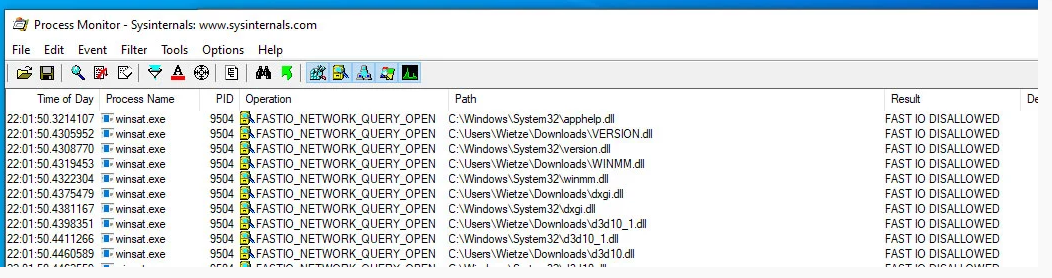 Process Monitor - Sysinternals: www.sysinternals.com
File Edit Event Filter Tools Options Help
Time of Day Process Name PID Operation Path Result De
22:01:50.3214107 winsat.exe 9504 FASTIO_NETWORK_QUERY_OPEN C:\Windows\System32\apphelp.dll FAST IO DISALLOWED
22:01:50.4305952 winsat.exe 9504 FASTIO_NETWORK_QUERY_OPEN C:\Users\Wietze\Downloads\VERSION.dll FAST IO DISALLOWED
22:01:50.4308770 winsat.exe 9504 FASTIO_NETWORK_QUERY_OPEN C:\Windows\System32\version.dll FAST IO DISALLOWED
22:01:50.4319453 winsat.exe 9504 FASTIO_NETWORK_QUERY_OPEN C:\Users\Wietze\Downloads\WINMM.dll FAST IO DISALLOWED
22:01:50.4322304 winsat.exe 9504 FASTIO_NETWORK_QUERY_OPEN C:\Windows\System32\winmm.dll FAST IO DISALLOWED
22:01:50.4375479 winsat.exe 9504 FASTIO_NETWORK_QUERY_OPEN C:\Users\Wietze\Downloads\dxgi.dll FAST IO DISALLOWED
22:01:50.4381167 winsat.exe 9504 FASTIO_NETWORK_QUERY_OPEN C:\Windows\System32\dxgi.dll FAST IO DISALLOWED
22:01:50.4398351 winsat.exe 9504 FASTIO_NETWORK_QUERY_OPEN C:\Users\Wietze\Downloads\d3d10_1.dll FAST IO DISALLOWED
22:01:50.4411266 winsat.exe 9504 FASTIO_NETWORK_QUERY_OPEN C:\Windows\System32\d3d10_1.dll FAST IO DISALLOWED
22:01:50.4460589 winsat.exe 9504 FASTIO_NETWORK_QUERY_OPEN C:\Users\Wietze\Downloads\d3d10.dll FAST IO DISALLOWED